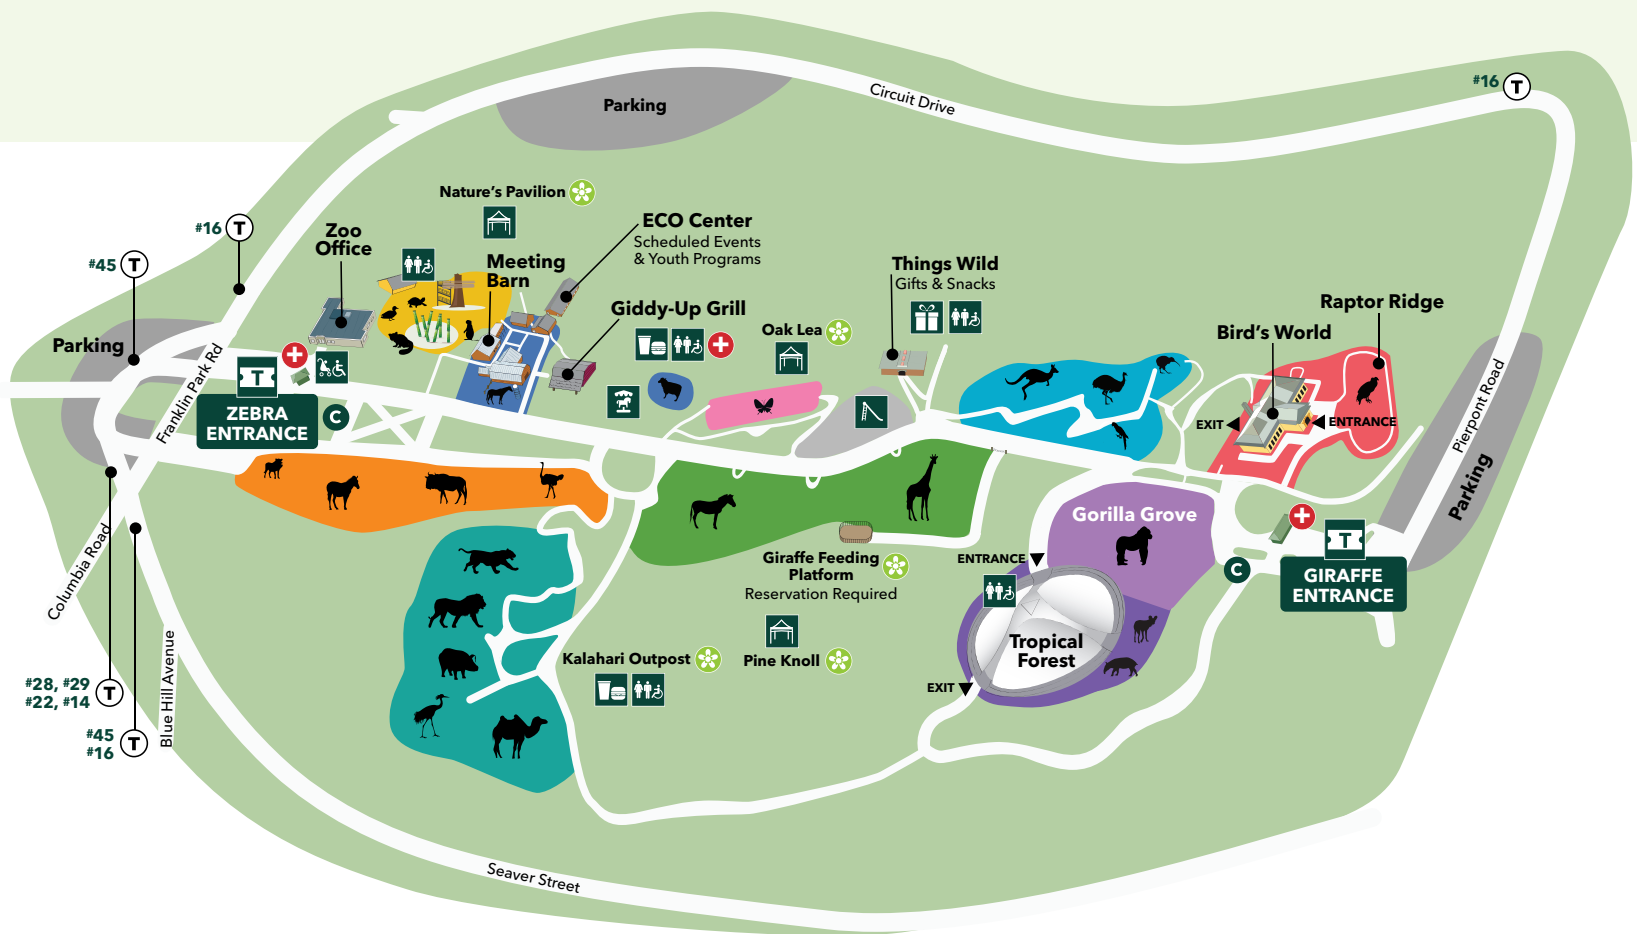 Parking
Circuit Drive
#16 T
Nature's Pavilion
#16 T
#45 T
Zoo
Office
ECO Center
Scheduled Events
& Youth Programs
Meeting
Barn
Things Wild
Gifts & Snacks
Giddy-Up Grill
Oak Lea
Raptor Ridge
Bird's World
Parking
Franklin Park Rd
T
ZEBRA
ENTRANCE
C
EXIT
ENTRANCE
Pierpont Road
Parking
Gorilla Grove
Giraffe Feeding
Platform
Reservation Required
ENTRANCE
T
GIRAFFE
ENTRANCE
C
Columbia Road
Tropical
Forest
EXIT
Kalahari Outpost
Pine Knoll
#28, #29
#22, #14
T
#45
#16
T
Blue Hill Avenue
Seaver Street